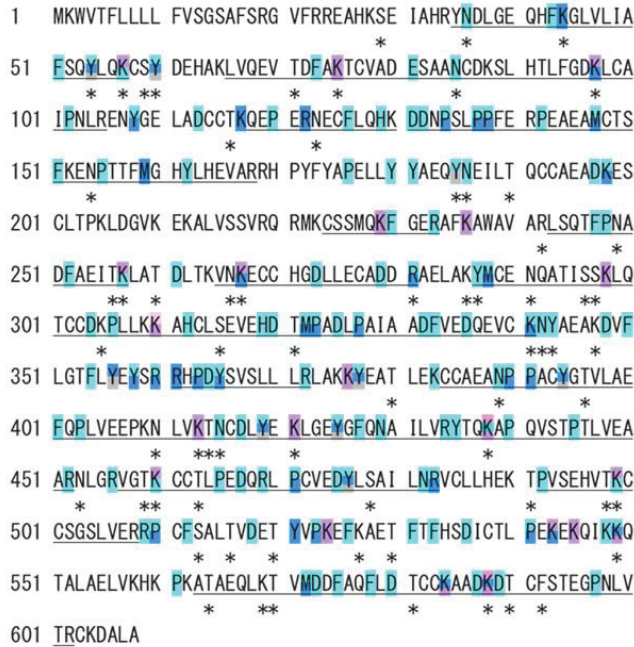 1 MKWVTFLLLL FVSGSAFSRG VFRREAHKSE IAHRYNDLGE QHFKGLVLIA
* * *
51 FSQYLQKCSY DEHAKLVQEV TDFAKTCVAD ESAANCDKSL HTLFGDKLCA
* * ** * * * *
101 IPNLRENYGE LADCCTKQEP ERNECFLQHK DDNPSLPPFE RPEAEAMCTS
* *
151 FKENPTTFMG HYLHEVARRH PYFYAPELLY YAEQYNEILT QCCAEADKES
* ** *
201 CLTPKLDGVK EKALVSSVRQ RMKCSSMQKF GERAFKAWAV ARLSQTFPNA
* *
251 DFAEITKLAT DLTKVNKECC HGDLLECADD RAELAKYMCE NQATISSKLQ
** * ** * ** * **
301 TCCDKPLLKK AHCLSEVEHD TMPADLPAIA ADFVEDQEVC KNYAEAKDVF
* * * *** *
351 LGTFLYEYSR RHPDYSVSLL LRLAKKYEAT LEKCCAEANP PACYGTVLAE
* * *
401 FQPLVEEPKN LVKTNCDLYE KLGEYGFQNA ILVRYTQKAP QVSTPTLVEA
* *** * *
451 ARNLGRVGTK CCTLPEDQRL PCVEDYLSAI LNRVCLLHEK TPVSEHVTKC
* ** * * * **
501 CSGSLVERRP CFSALTVDET YVPKEFKAET FTFHSDICTL PEKEKQIKKQ
* * * * * *
551 TALAELVKHK PKATAEQLKT VMDDFAQFLD TCCKAADKDT CFSTEGPNLV
* ** * * * *
601 TRCKDALA